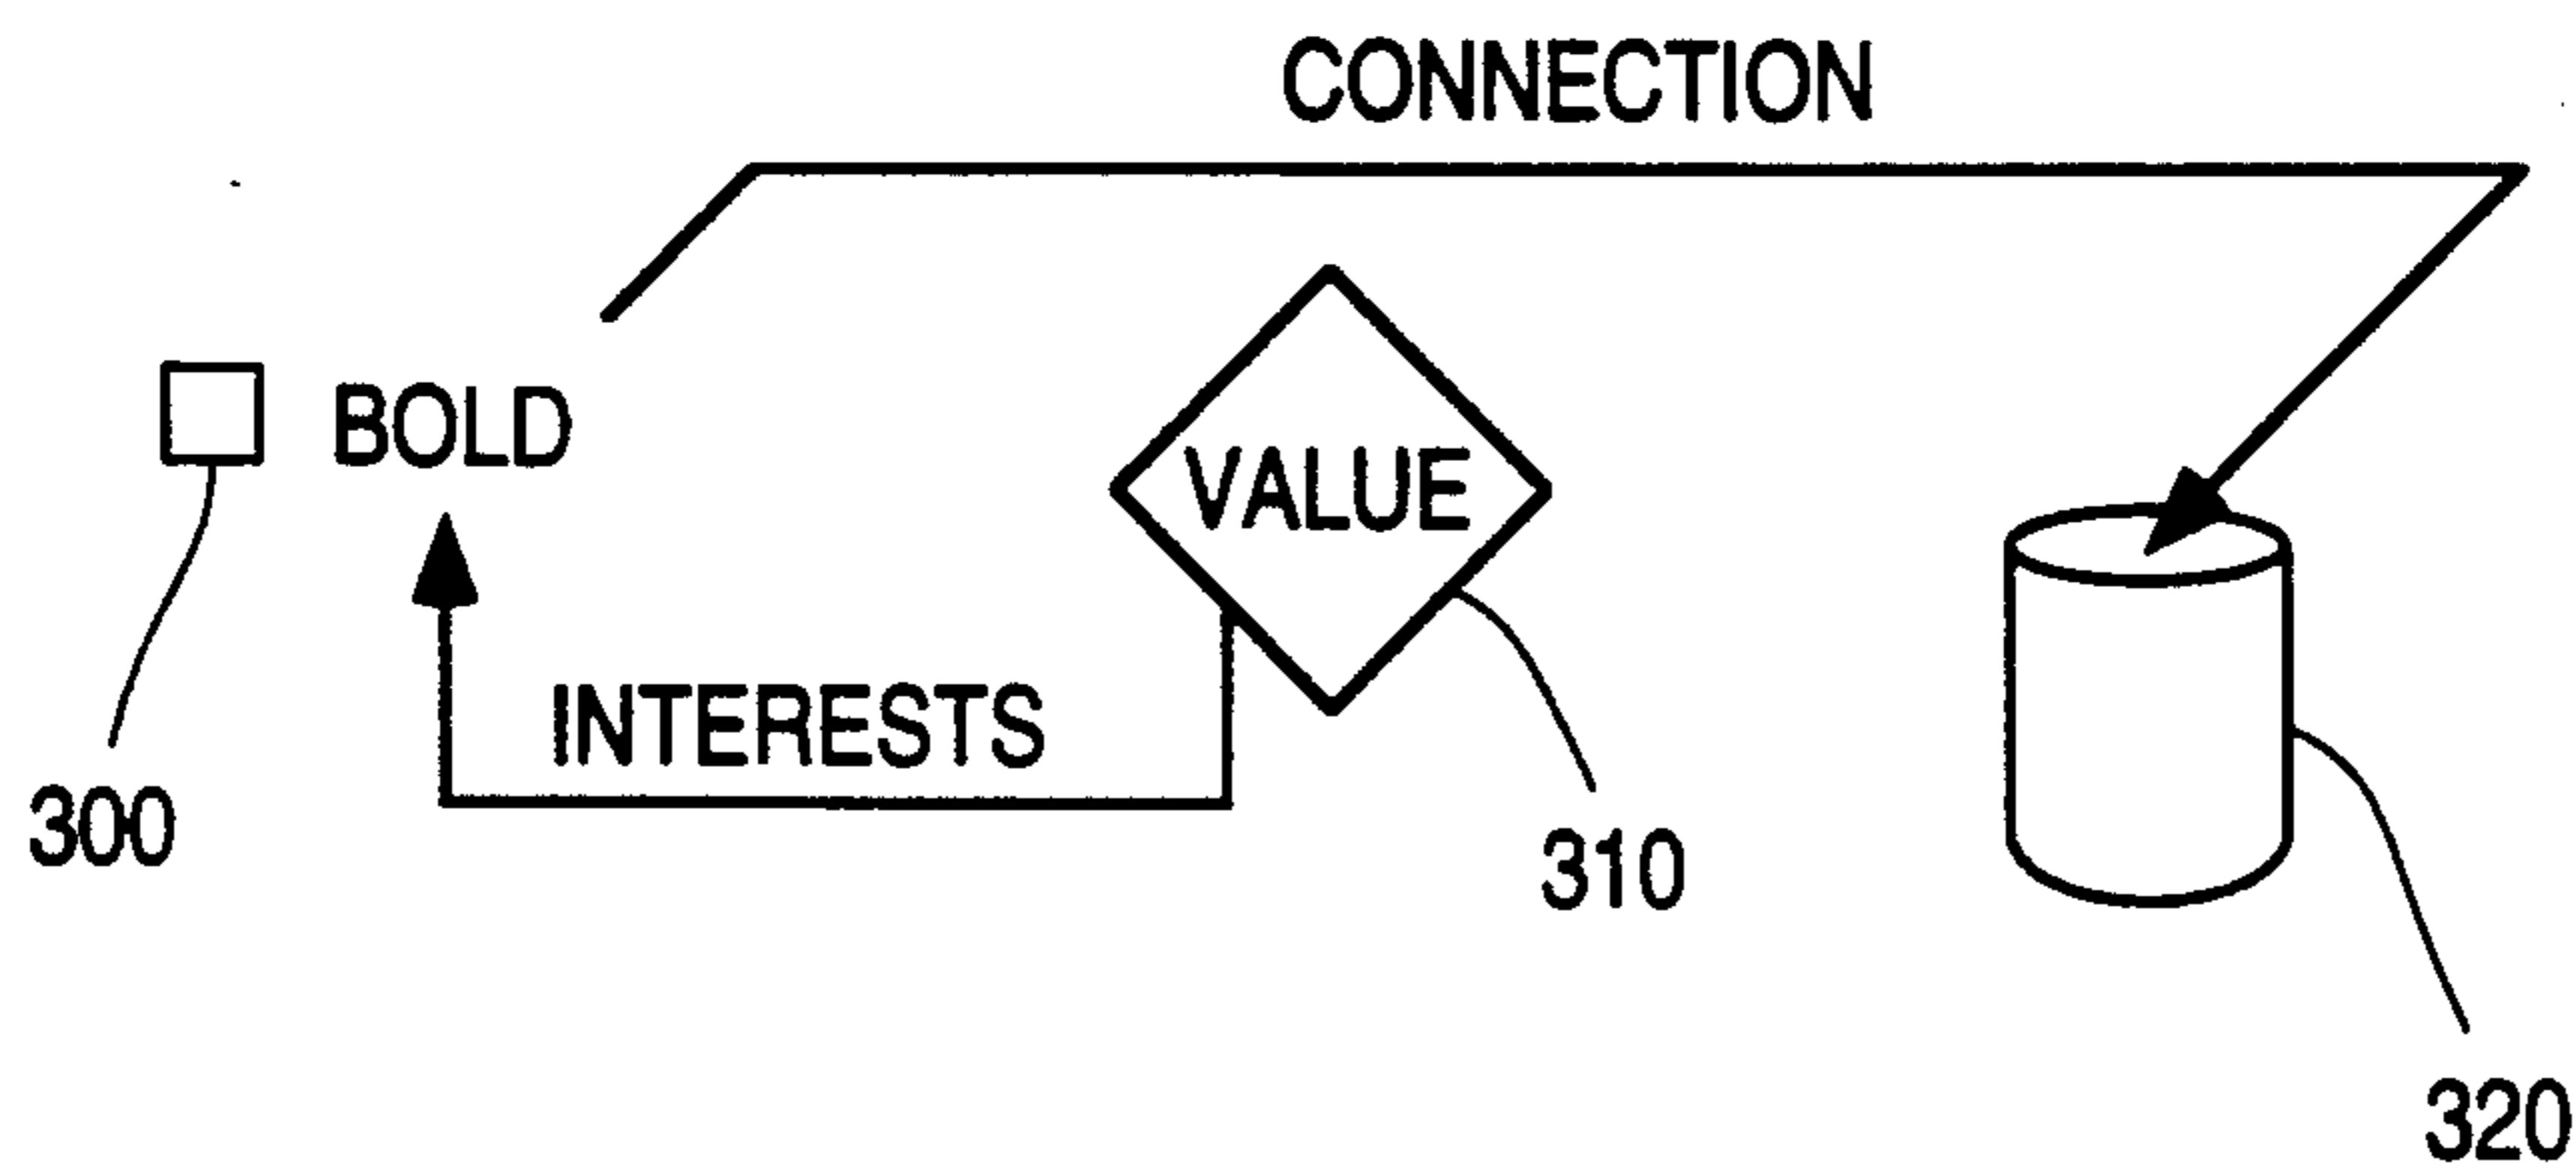 CONNECTION
BOLD
VALUE
INTERESTS
300
310
320